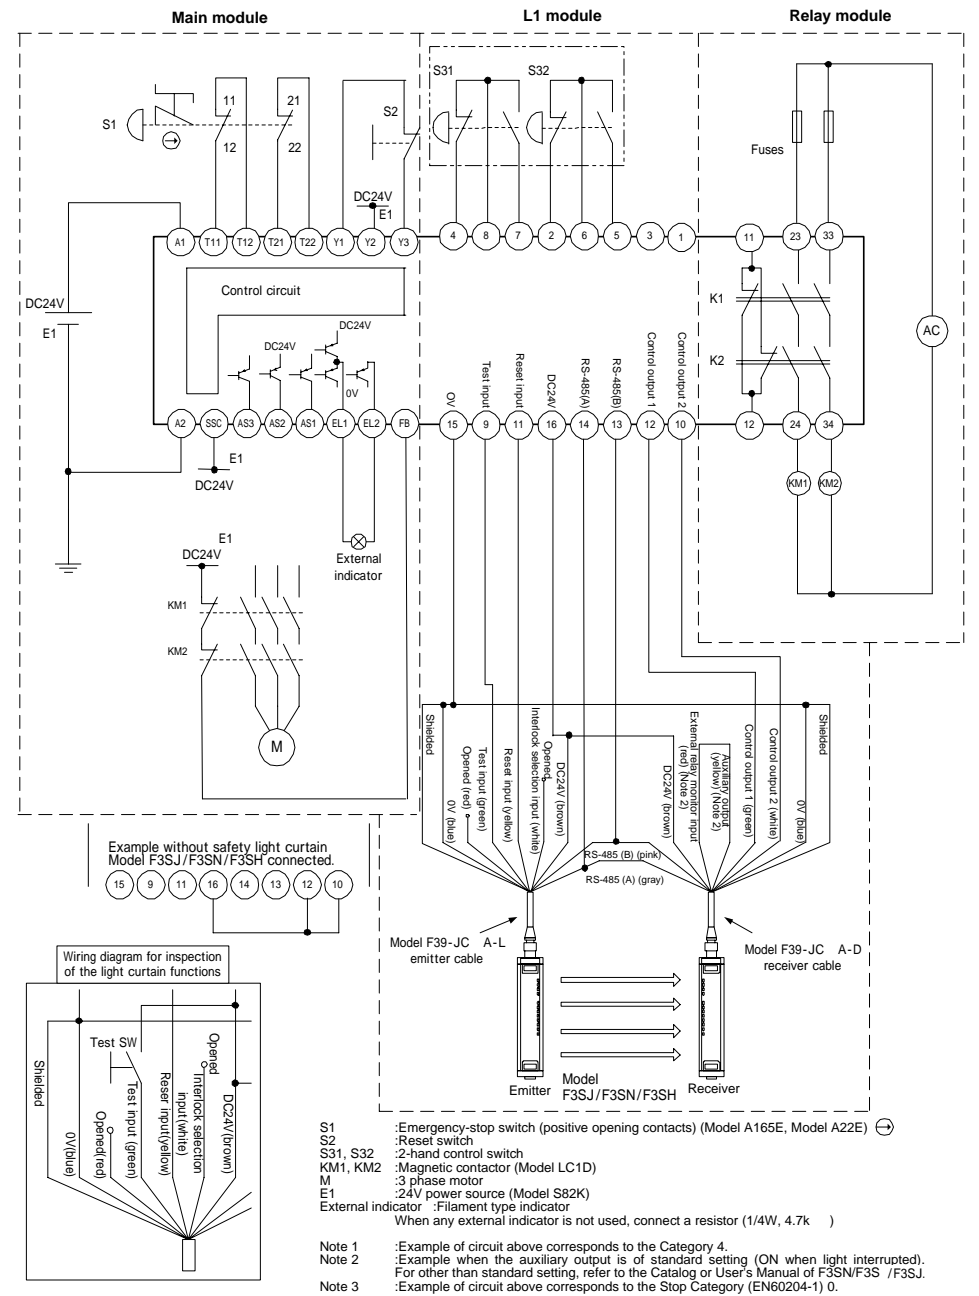 Main module
L1 module
Relay module
S1
11
12
21
22
S2
S31
S32
Fuses
DC24V
E1
A1
T11
T12
T21
T22
Y1
Y2
Y3
4
8
7
2
6
5
3
1
11
23
33
DC24V
E1
Control circuit
DC24V
DC24V
0V
K1
K2
AC
OV
Test input
Reset input
DC24V
RS-485(A)
RS-485(B)
Control output 1
Control output 2
A2
SSC
AS3
AS2
AS1
EL1
EL2
FB
15
9
11
16
14
13
12
10
12
24
34
E1
DC24V
KM1
KM2
External
indicator
E1
DC24V
KM1
KM2
M
Shielded
0V (blue)
Opened (red)
Test input (green)
Reset input (yellow)
Interlock selection input (white)
Opened
DC24V (brown)
RS-485 (B) (pink)
RS-485 (A) (gray)
DC24V (brown)
External relay monitor input
(red) (Note 2)
Auxiliary output
(yellow) (Note 2)
Control output 1 (green)
Control output 2 (white)
0V (blue)
Shielded
Example without safety light curtain
Model F3SJ/F3SN/F3SH connected.
15
9
11
16
14
13
12
10
Model F39-JC A-L
emitter cable
Model F39-JC A-D
receiver cable
Emitter
Model
F3SJ/F3SN/F3SH
Receiver
Wiring diagram for inspection
of the light curtain functions
Test SW
Shielded
0V(blue)
Opened(red)
Test input (green)
Reser input(yellow)
Interlock selection
input(white)
Opened
DC24V(brown)
S1 :Emergency-stop switch (positive opening contacts) (Model A165E, Model A22E)
S2 :Reset switch
S31, S32 :2-hand control switch
KM1, KM2 :Magnetic contactor (Model LC1D)
M :3 phase motor
E1 :24V power source (Model S82K)
External indicator :Filament type indicator
When any external indicator is not used, connect a resistor (1/4W, 4.7k )
Note 1 :Example of circuit above corresponds to the Category 4.
Note 2 :Example when the auxiliary output is of standard setting (ON when light interrupted).
For other than standard setting, refer to the Catalog or User's Manual of F3SN/F3S /F3SJ.
Note 3 :Example of circuit above corresponds to the Stop Category (EN60204-1) 0.